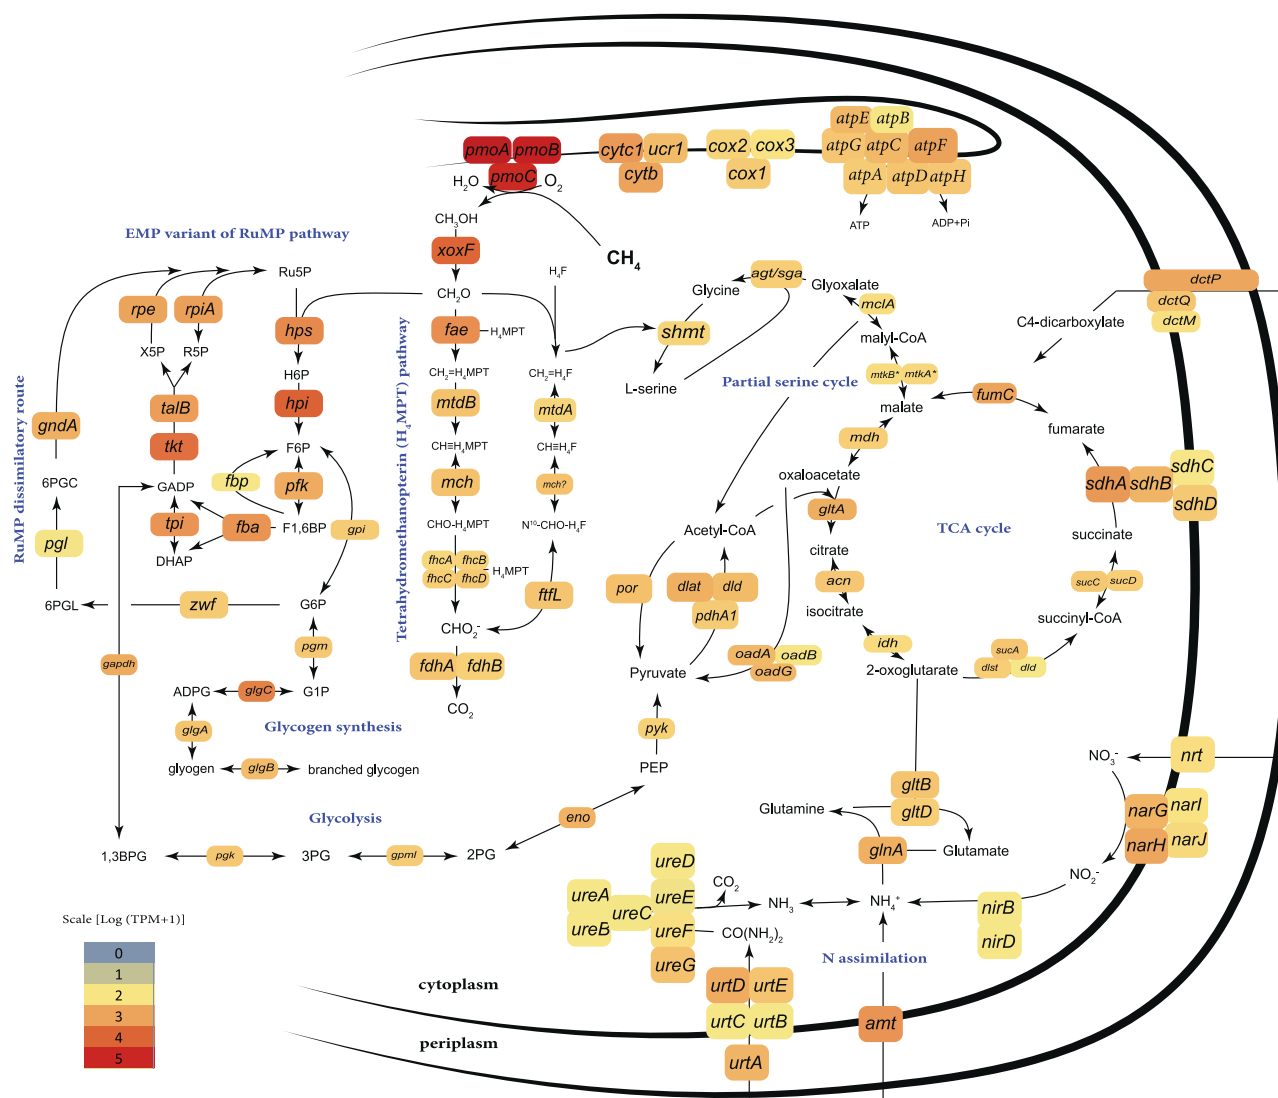 atpE atpB
pmoA pmoB
cytc1 ucr1
cox2 cox3
atpG atpC atpF
pmoC
cytb
cox1
atpA atpD atpH
H2O
O2
ATP
ADP+Pi
CH3OH
EMP variant of RuMP pathway
xoxF
CH4
Ru5P
H4F
agt/sga
Glyoxalate
dctP
CH2O
Glycine
mclA
dctQ
rpe
rpiA
dctM
C4-dicarboxylate
hps
fae
H4MPT
shmt
malyl-CoA
X5P
R5P
H6P
CH2=H4MPT
CH2=H4F
L-serine
Partial serine cycle
mtkB* mtkA*
fumC
malate
talB
hpi
mtdB
mtdA
gndA
fumarate
tkt
F6P
CH≡H4MPT
CH≡H4F
mdh
sdhC
oxaloacetate
6PGC
GADP
fbp
pfk
mch
mch?
sdhA sdhB
sdhD
gltA
tpi
fba
F1,6BP
gpi
CHO-H4MPT
N10-CHO-H4F
Acetyl-CoA
TCA cycle
pgl
DHAP
citrate
succinate
RuMP dissimilatory route
Tetrahydromethanopterin (H4MPT) pathway
fhcA fhcB
fhcC fhcD
H4MPT
ftfL
por
dlat dld
pdhA1
acn
sucC sucD
isocitrate
6PGL
zwf
G6P
succinyl-CoA
CHO2-
pgm
idh
oadA oadB
oadG
sucA
dlst dld
gapdh
fdhA fdhB
Pyruvate
2-oxoglutarate
ADPG
glgC
G1P
CO2
glgA
Glycogen synthesis
pyk
NO3-
nrt
glyogen
glgB
branched glycogen
PEP
gltB
gltD
Glutamine
narG narI
narH narJ
Glycolysis
eno
glnA
Glutamate
1,3BPG
pgk
3PG
gpmI
2PG
ureD
NO2-
CO2
ureA
ureE
ureC
NH3
NH4+
nirB
Scale [Log (TPM+1)]
ureB
ureF
CO(NH2)2
nirD
0
1
2
3
4
5
ureG
N assimilation
cytoplasm
urtD urtE
urtC urtB
amt
periplasm
urtA